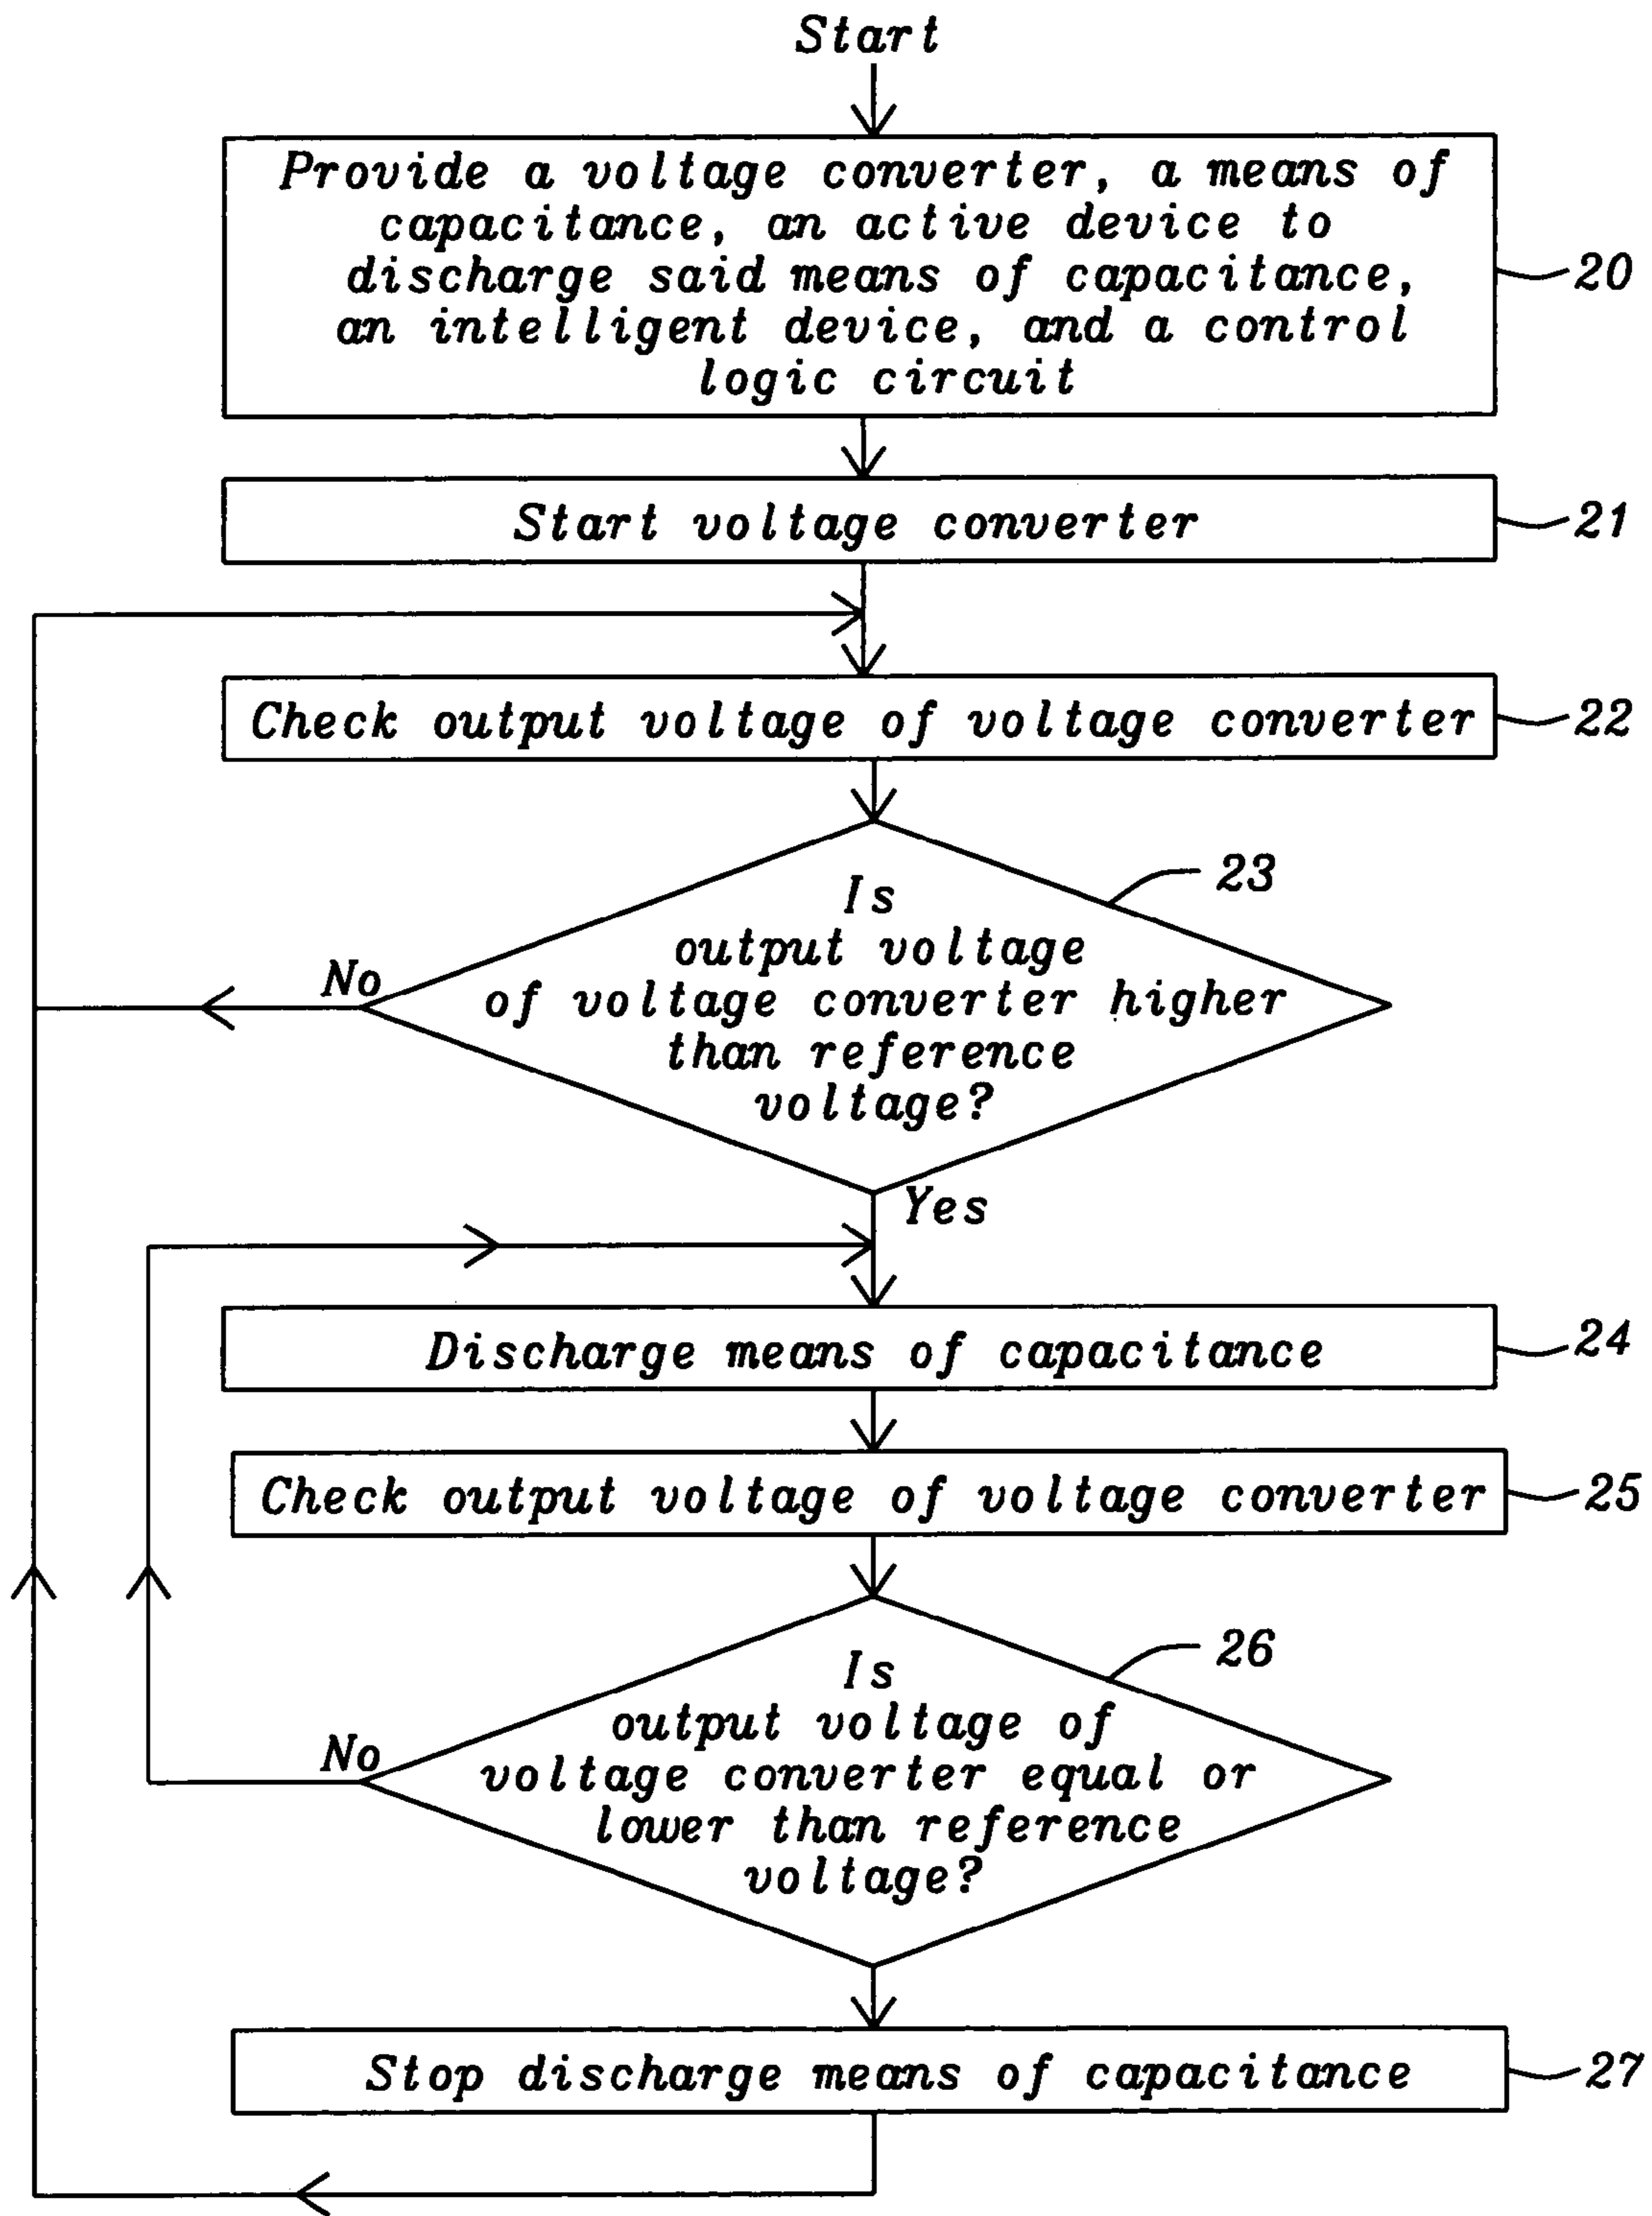 Start
Provide a voltage converter, a means of
capacitance, an active device to
discharge said means of capacitance,
an intelligent device, and a control
logic circuit
20
Start voltage converter
21
Check output voltage of voltage converter
22
23
Is
output voltage
of voltage converter higher
than reference
voltage?
No
Yes
Discharge means of capacitance
24
Check output voltage of voltage converter
25
26
Is
output voltage of
voltage converter equal or
lower than reference
voltage?
No
Stop discharge means of capacitance
27